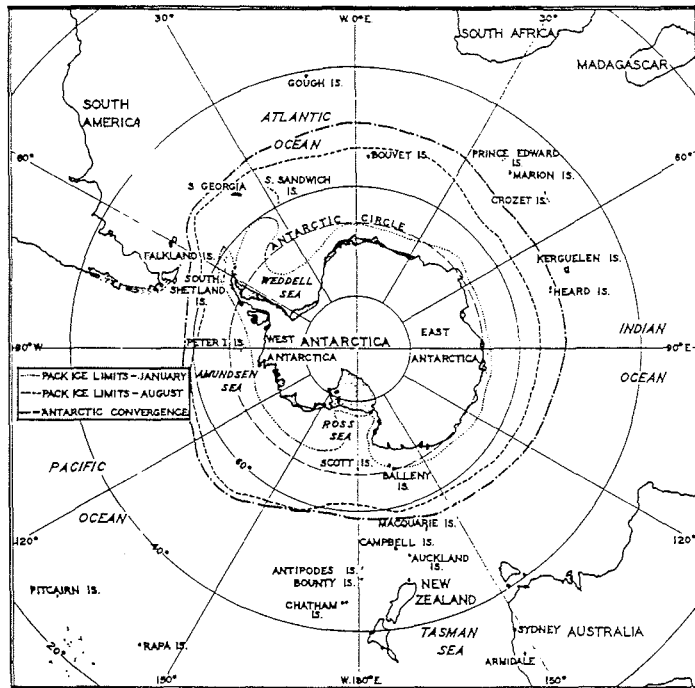 30°
W. 0°E.
30°
SOUTH AFRICA
MADAGASCAR
GOUGH IS.
SOUTH
AMERICA
ATLANTIC
OCEAN
60°
60°
BOUVET IS.
PRINCE EDWARD
IS.
MARION IS.
CROZET IS.
S. GEORGIA
S. SANDWICH
IS.
ANTARCTIC CIRCLE
FALKLAND IS.
SOUTH
SHETLAND
IS.
WEDDELL
SEA
KERGUELEN IS.
HEARD IS.
INDIAN
OCEAN
PETER I. IS.
WEST
ANTARCTICA
ANTARCTICA
EAST
ANTARCTICA
90°E.
90°W
AMUNDSEN
SEA
PACK ICE LIMITS-JANUARY
PACK ICE LIMITS-AUGUST
ANTARCTIC CONVERGENCE
ROSS
SEA
SCOTT IS.
BALLENY
IS.
60°
PACIFIC
OCEAN
MACQUARIE IS.
CAMPBELL IS.
AUCKLAND
IS.
120°
40°
120°
ANTIPODES IS.
BOUNTY IS.
CHATHAM
IS.
NEW
ZEALAND
PITCAIRN IS.
RAPA IS.
TASMAN
SEA
SYDNEY
AUSTRALIA
ARMIDALE
20°
150°
W.180°E.
150°